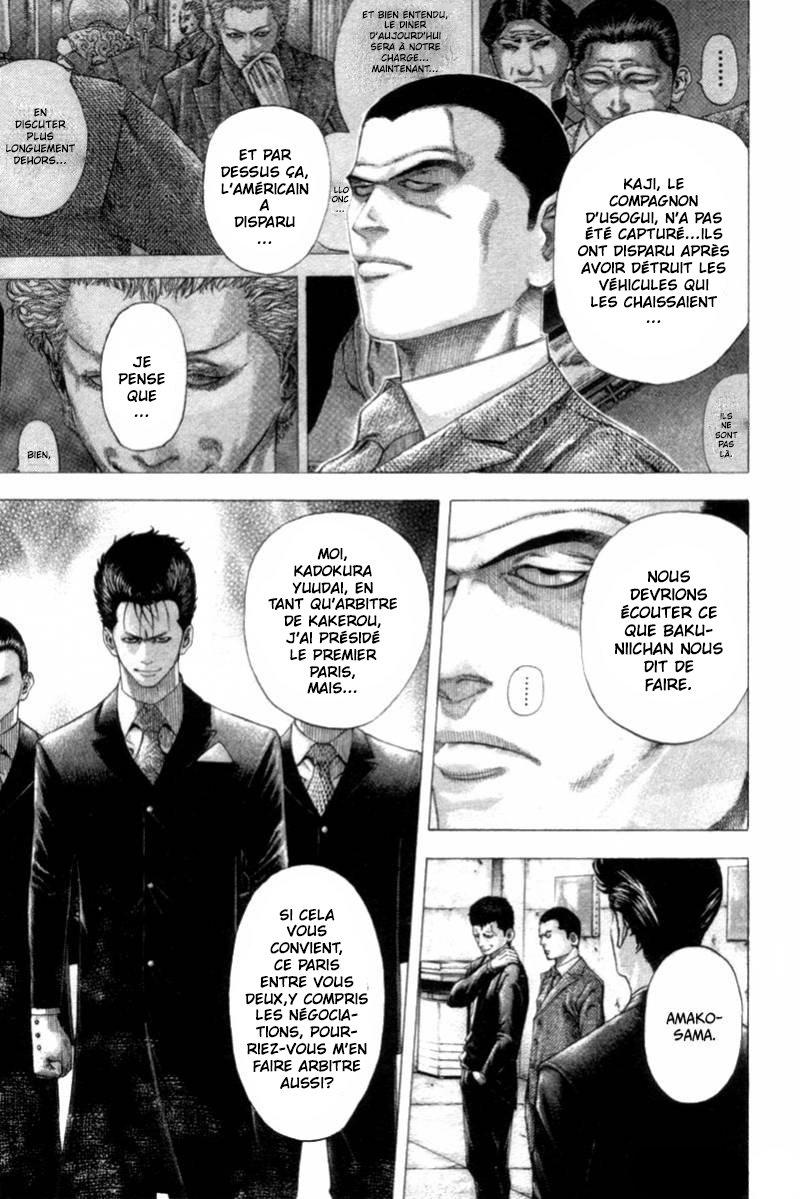 ET BIEN ENTENDU,
LE DINER
D'AUJOURD'HUI
SERA À NOTRE
CHARGE...
MAINTENANT...
........
EN
DISCUTER
PLUS
LONGUEMENT
DEHORS...
KAJI, LE
COMPAGNON
D'USOGUI, N'A PAS
ÉTÉ CAPTURÉ...ILS
ONT DISPARU APRÈS
AVOIR DÉTRUIT LES
VÉHICULES QUI
LES CHAISSAIENT
...
ET PAR
DESSUS ÇA,
L'AMÉRICAIN
A
DISPARU
...
LLO
ONC
...
ILS
NE
SONT
PAS
LÀ.
JE
PENSE
QUE
...
BIEN,
NOUS
DEVRIONS
ÉCOUTER CE
QUE BAKU-
NIICHAN NOUS
DIT DE
FAIRE.
........
MOI,
KADOKURA
YUUDAI, EN
TANT QU'ARBITRE
DE KAKEROU,
J'AI PRÉSIDÉ
LE PREMIER
PARIS,
MAIS...
AMAKO-
SAMA.
SI CELA
VOUS
CONVIENT,
CE PARIS
ENTRE VOUS
DEUX,Y COMPRIS
LES NÉGOCIA-
TIONS, POUR-
RIEZ-VOUS M'EN
FAIRE ARBITRE
AUSSI?